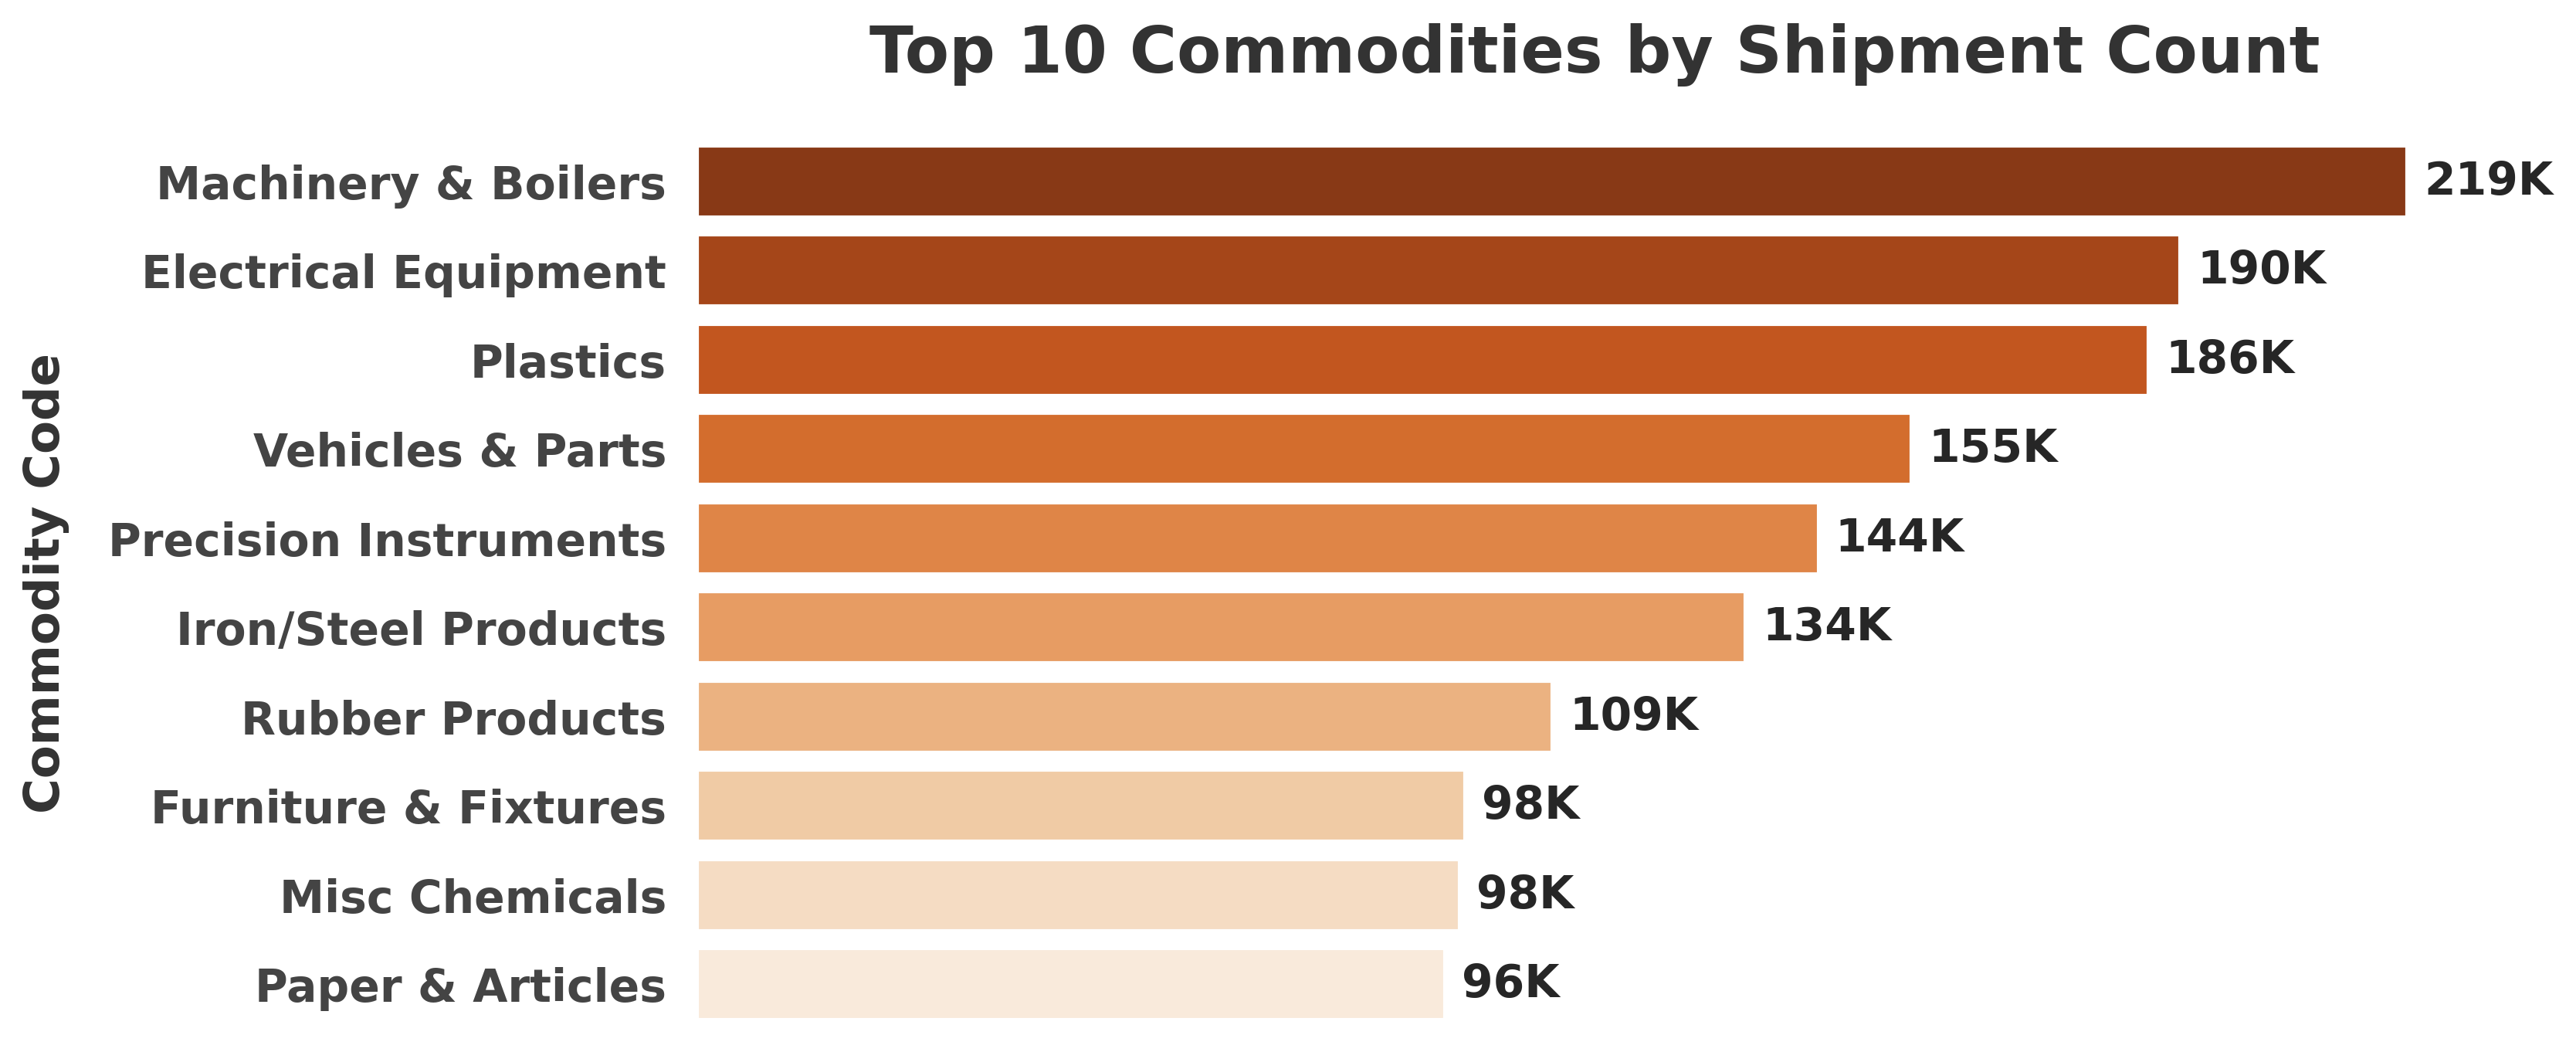 Top 10 Commodities by Shipment Count
Commodity Code
Machinery & Boilers 219K
Electrical Equipment 190K
Plastics 186K
Vehicles & Parts 155K
Precision Instruments 144K
Iron/Steel Products 134K
Rubber Products 109K
Furniture & Fixtures 98K
Misc Chemicals 98K
Paper & Articles 96K